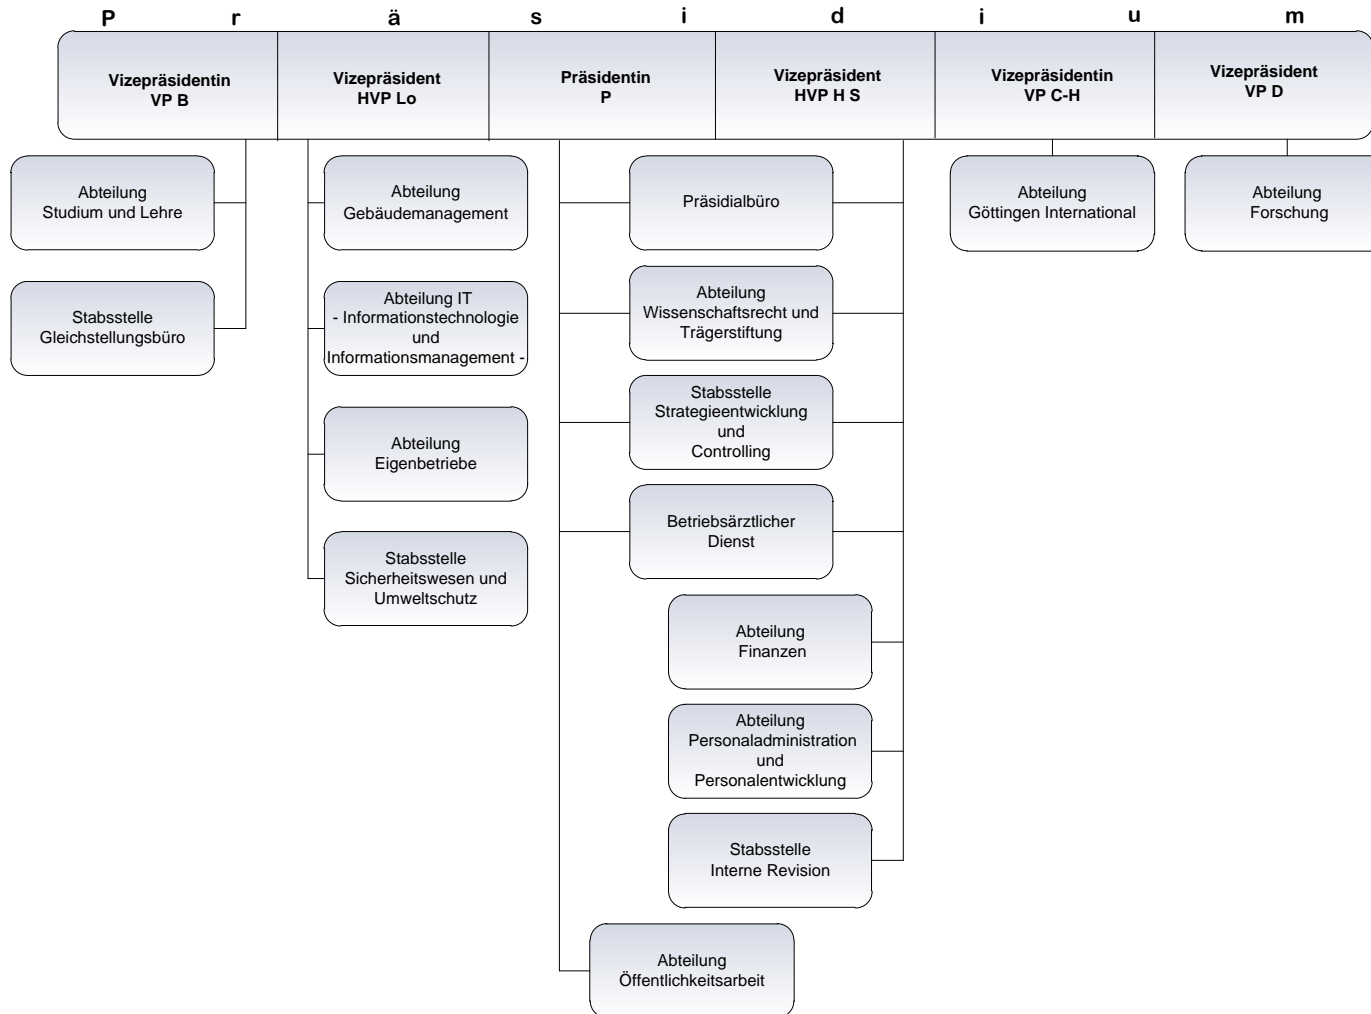 P r ä s i d i u m
Vizepräsidentin
VP B
Vizepräsident
HVP Lo
Präsidentin
P
Vizepräsident
HVP H S
Vizepräsidentin
VP C-H
Vizepräsident
VP D
Abteilung
Studium und Lehre
Stabsstelle
Gleichstellungsbüro
Abteilung
Gebäudemanagement
Abteilung IT
- Informationstechnologie
und
Informationsmanagement -
Abteilung
Eigenbetriebe
Stabsstelle
Sicherheitswesen und
Umweltschutz
Präsidialbüro
Abteilung
Wissenschaftsrecht und
Trägerstiftung
Stabsstelle
Strategieentwicklung
und
Controlling
Betriebsärztlicher
Dienst
Abteilung
Finanzen
Abteilung
Personaladministration
und
Personalentwicklung
Stabsstelle
Interne Revision
Abteilung
Öffentlichkeitsarbeit
Abteilung
Göttingen International
Abteilung
Forschung